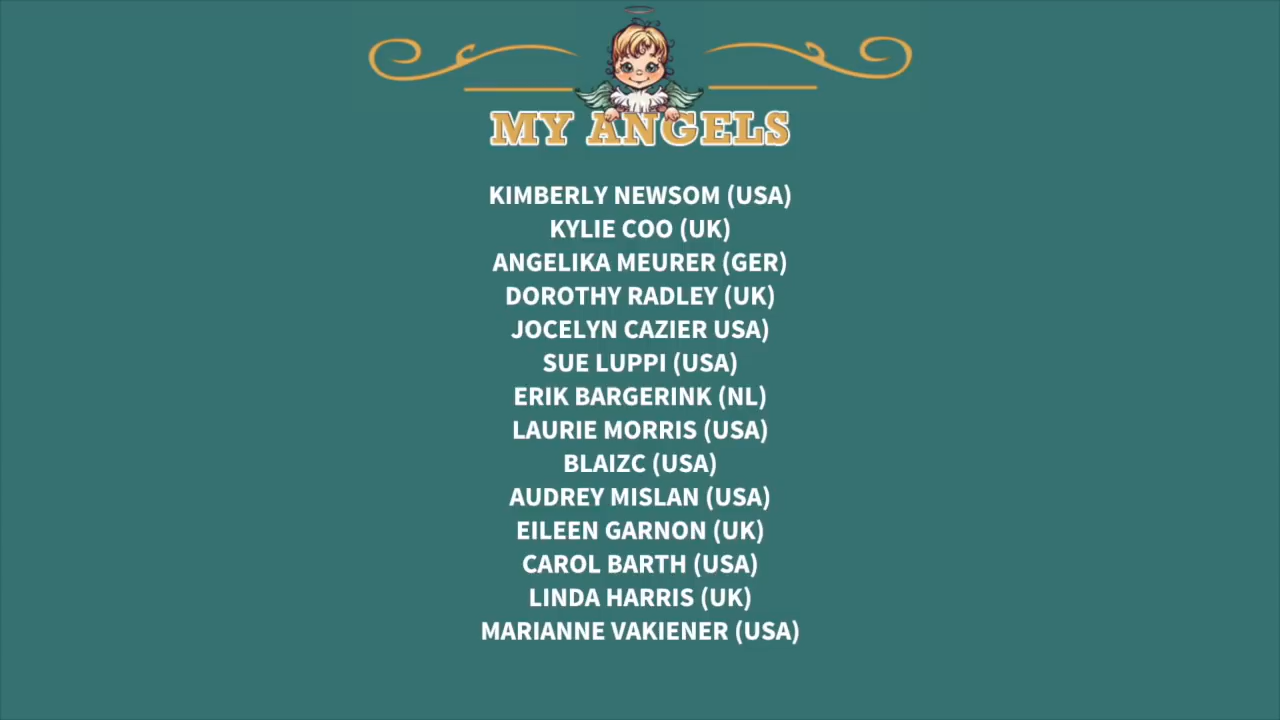 MY ANGELS
KIMBERLY NEWSOM (USA)
KYLIE COO (UK)
ANGELIKA MEURER (GER)
DOROTHY RADLEY (UK)
JOCELYN CAZIER USA)
SUE LUPPI (USA)
ERIK BARGERINK (NL)
LAURIE MORRIS (USA)
BLAIZC (USA)
AUDREY MISLAN (USA)
EILEEN GARNON (UK)
CAROL BARTH (USA)
LINDA HARRIS (UK)
MARIANNE VAKIENER (USA)